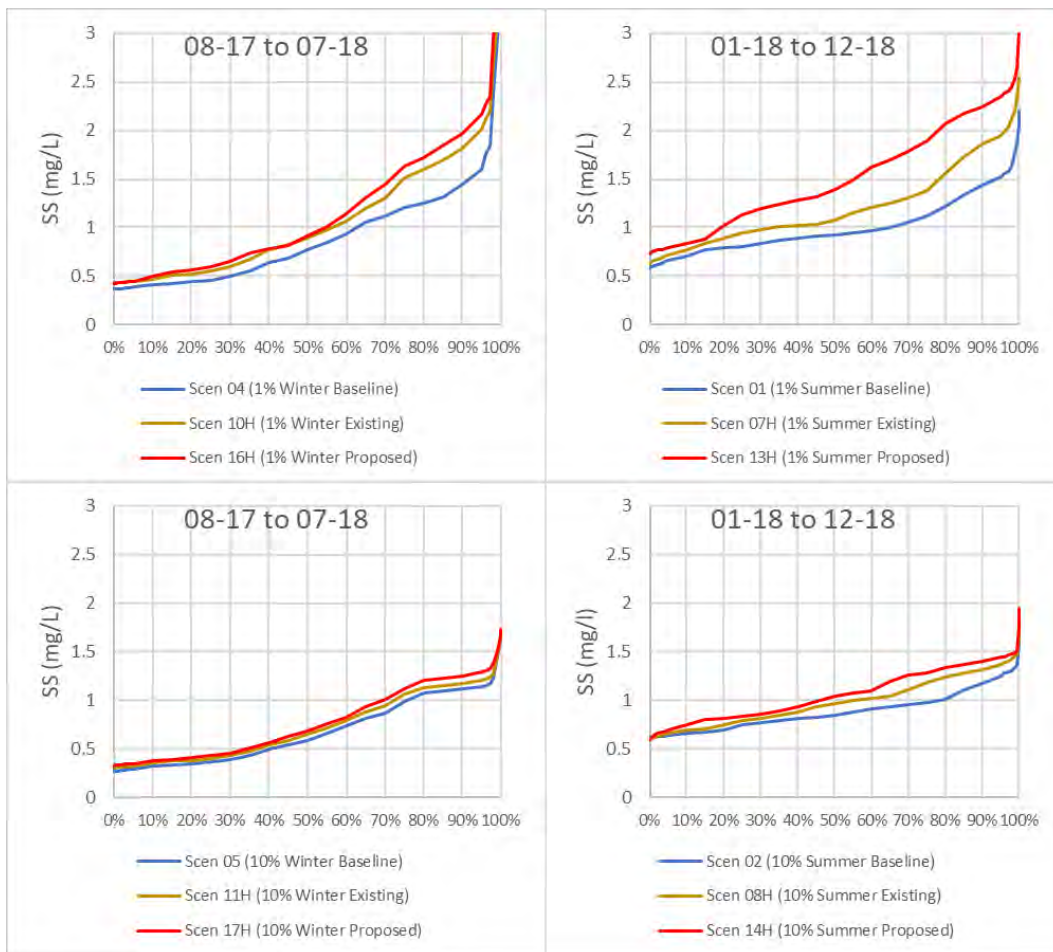 08-17 to 07-18
3
2.5
2
1.5
1
0.5
0
SS (mg/L)
0% 10% 20% 30% 40% 50% 60% 70% 80% 90% 100%
Scen 04 (1% Winter Baseline)
Scen 10H (1% Winter Existing)
Scen 16H (1% Winter Proposed)
01-18 to 12-18
3
2.5
2
1.5
1
0.5
0
SS (mg/L)
0% 10% 20% 30% 40% 50% 60% 70% 80% 90% 100%
Scen 01 (1% Summer Baseline)
Scen 07H (1% Summer Existing)
Scen 13H (1% Summer Proposed)
08-17 to 07-18
3
2.5
2
1.5
1
0.5
0
SS (mg/L)
0% 10% 20% 30% 40% 50% 60% 70% 80% 90% 100%
Scen 05 (10% Winter Baseline)
Scen 11H (10% Winter Existing)
Scen 17H (10% Winter Proposed)
01-18 to 12-18
3
2.5
2
1.5
1
0.5
0
SS (mg/l)
0% 10% 20% 30% 40% 50% 60% 70% 80% 90% 100%
Scen 02 (10% Summer Baseline)
Scen 08H (10% Summer Existing)
Scen 14H (10% Summer Proposed)